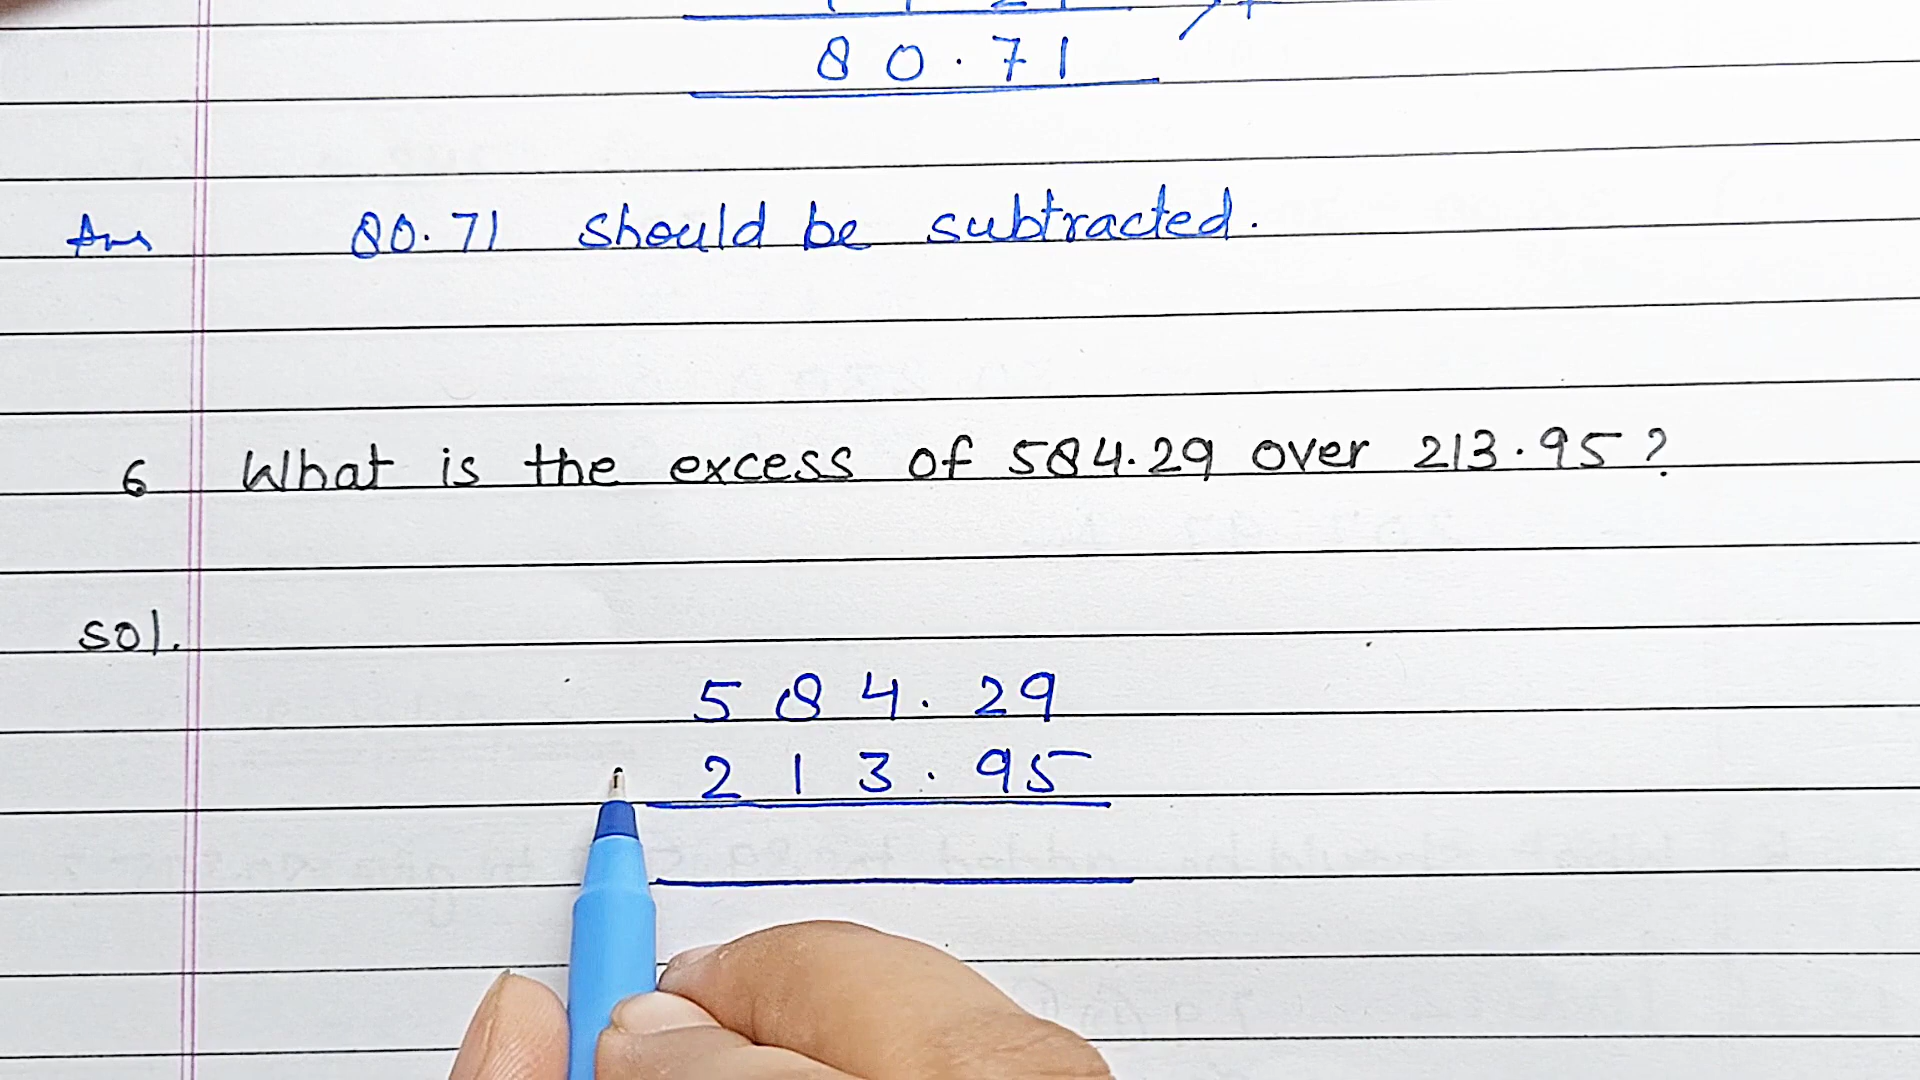 80.71
Ans 80.71 should be subtracted.
6 What is the excess of 584.29 over 213.95?
Sol.
584.29
213.95